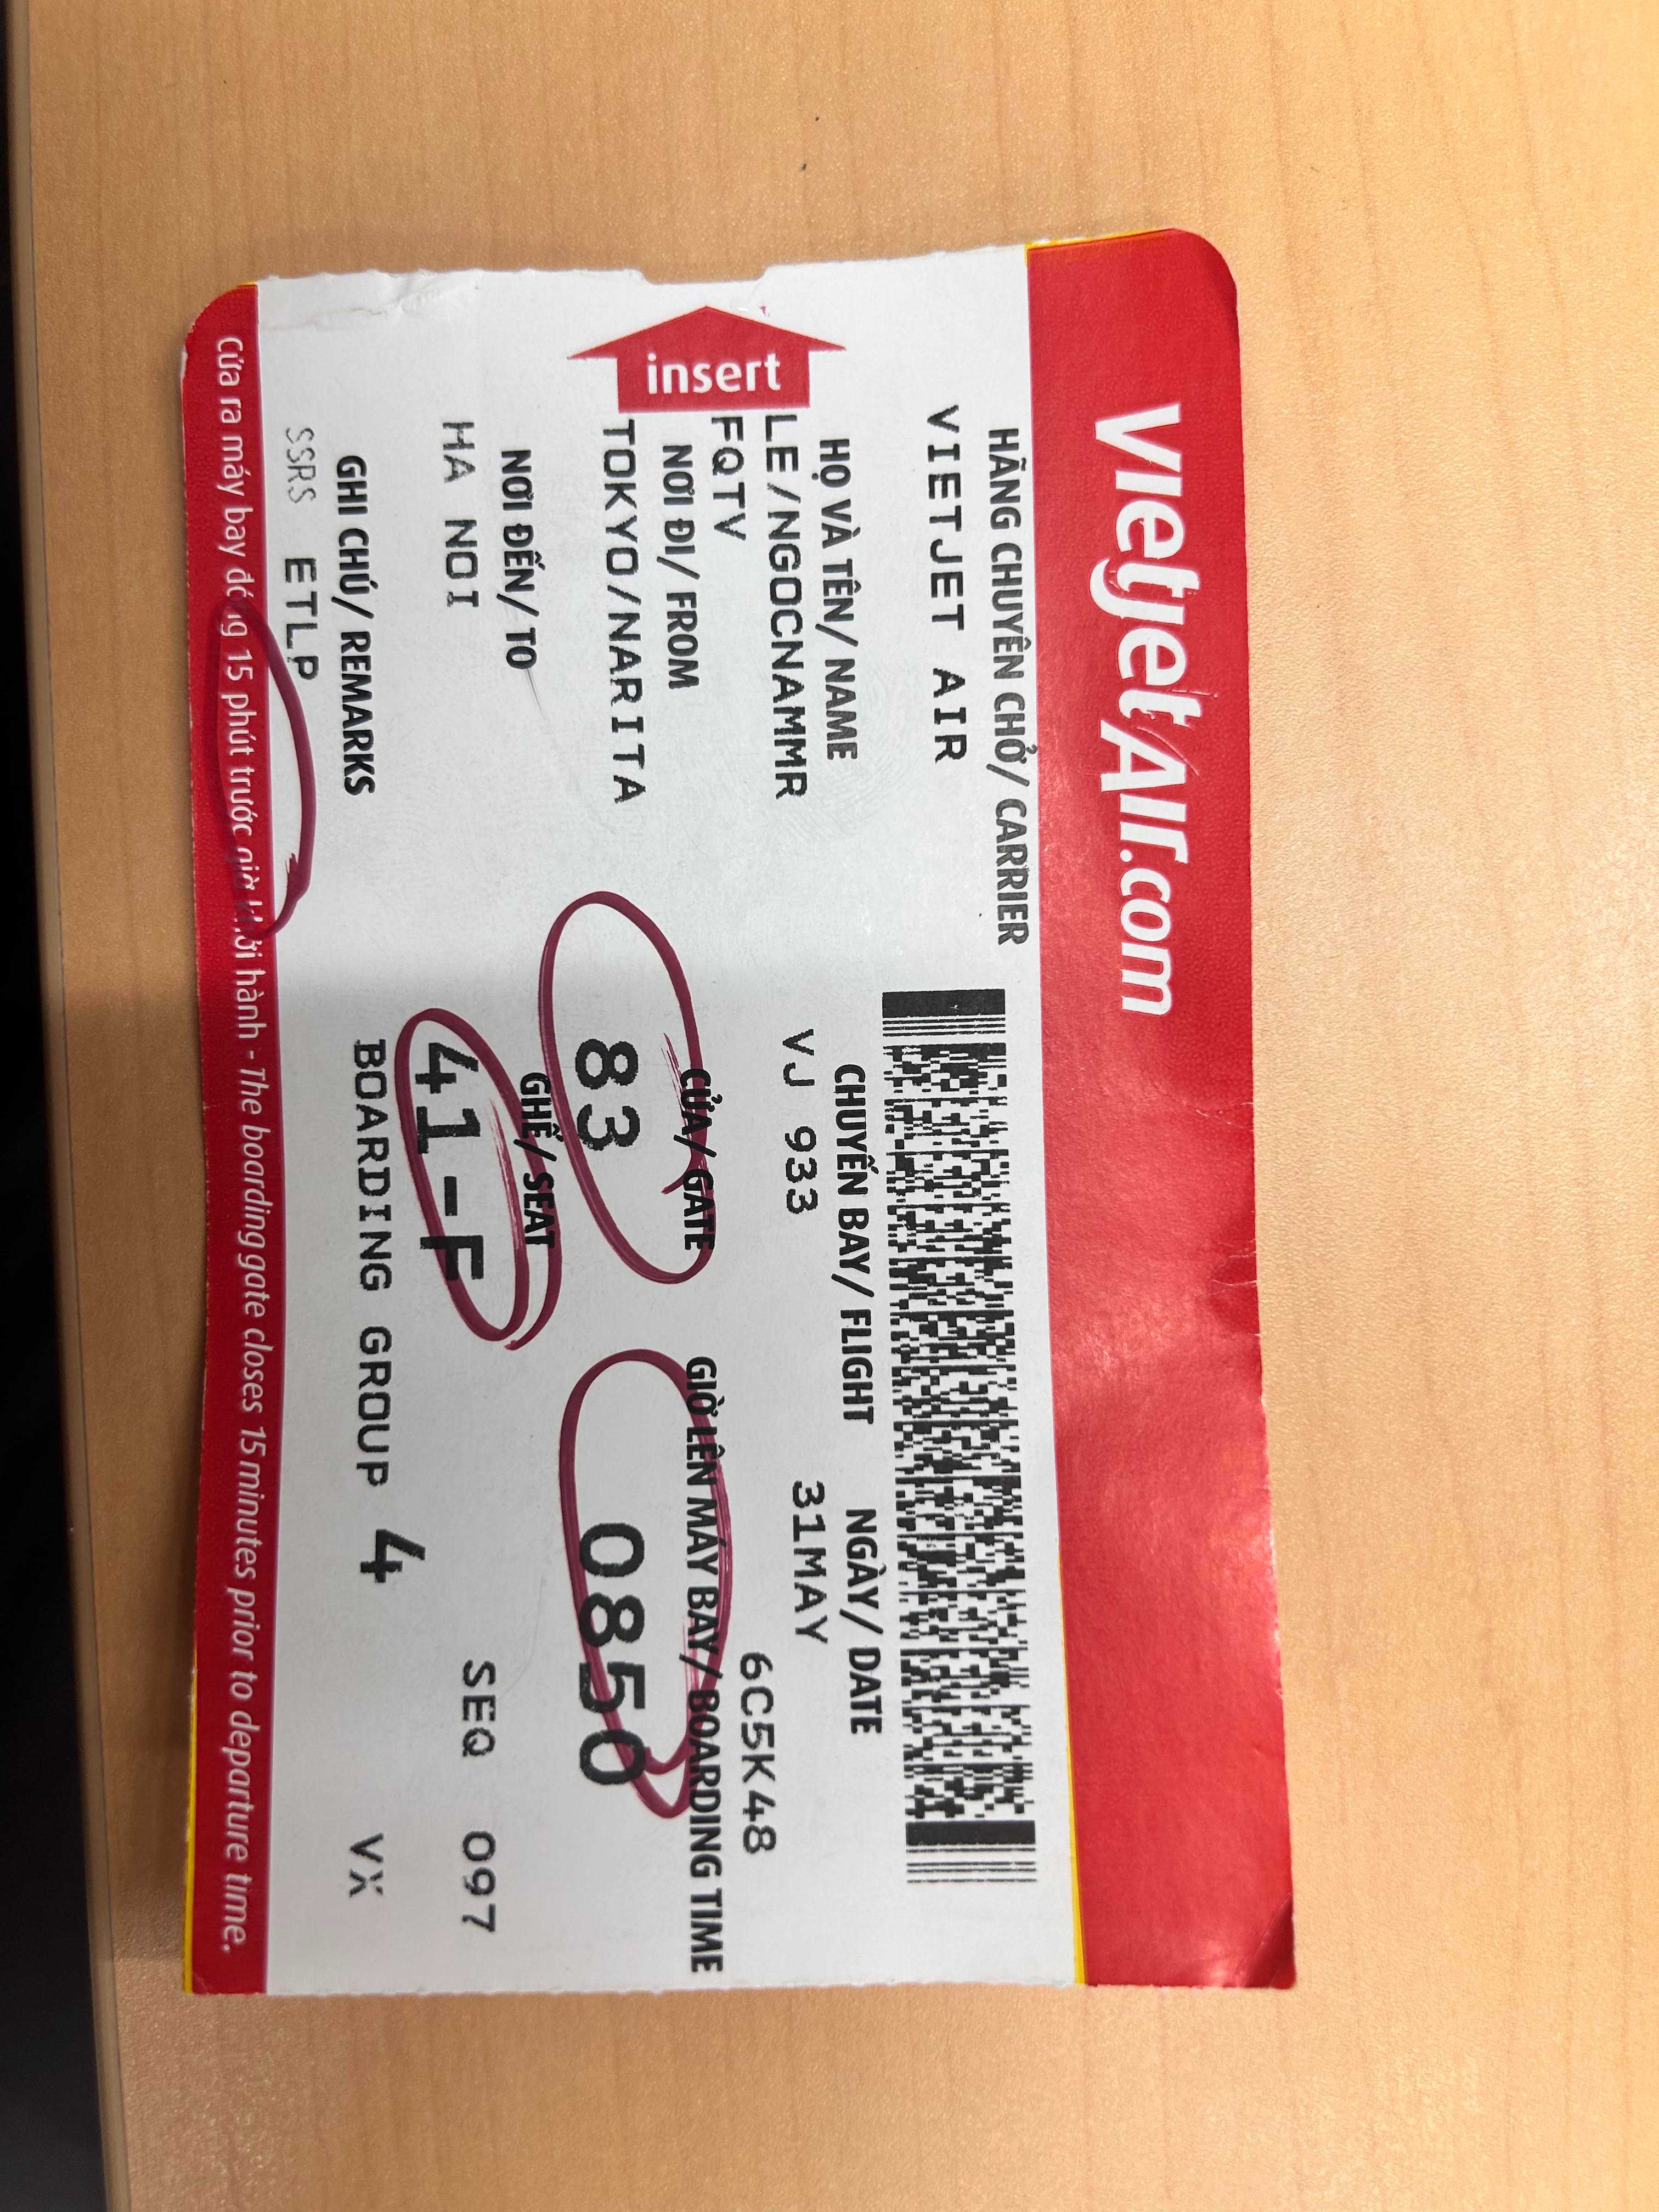 vietjetAir.com
HÃNG CHUYÊN CHỞ/ CARRIER
VIETJET AIR
HỌ VÀ TÊN/ NAME
LE/NGOCNAMMR
FQTV
NƠI ĐI/ FROM
TOKYO/NARITA
NƠI ĐẾN/ TO
HA NOI
GHI CHÚ/ REMARKS
SSRS ETLP
insert
CHUYẾN BAY/ FLIGHT NGÀY/ DATE
VJ 933 31MAY
6C5K48
CỬA/ GATE GIỜ LÊN MÁY BAY/ BOARDING TIME
83 0850
GHẾ/ SEAT
41-F SEQ 097
BOARDING GROUP 4 VX
Cửa ra máy bay đóng 15 phút trước giờ khởi hành - The boarding gate closes 15 minutes prior to departure time.